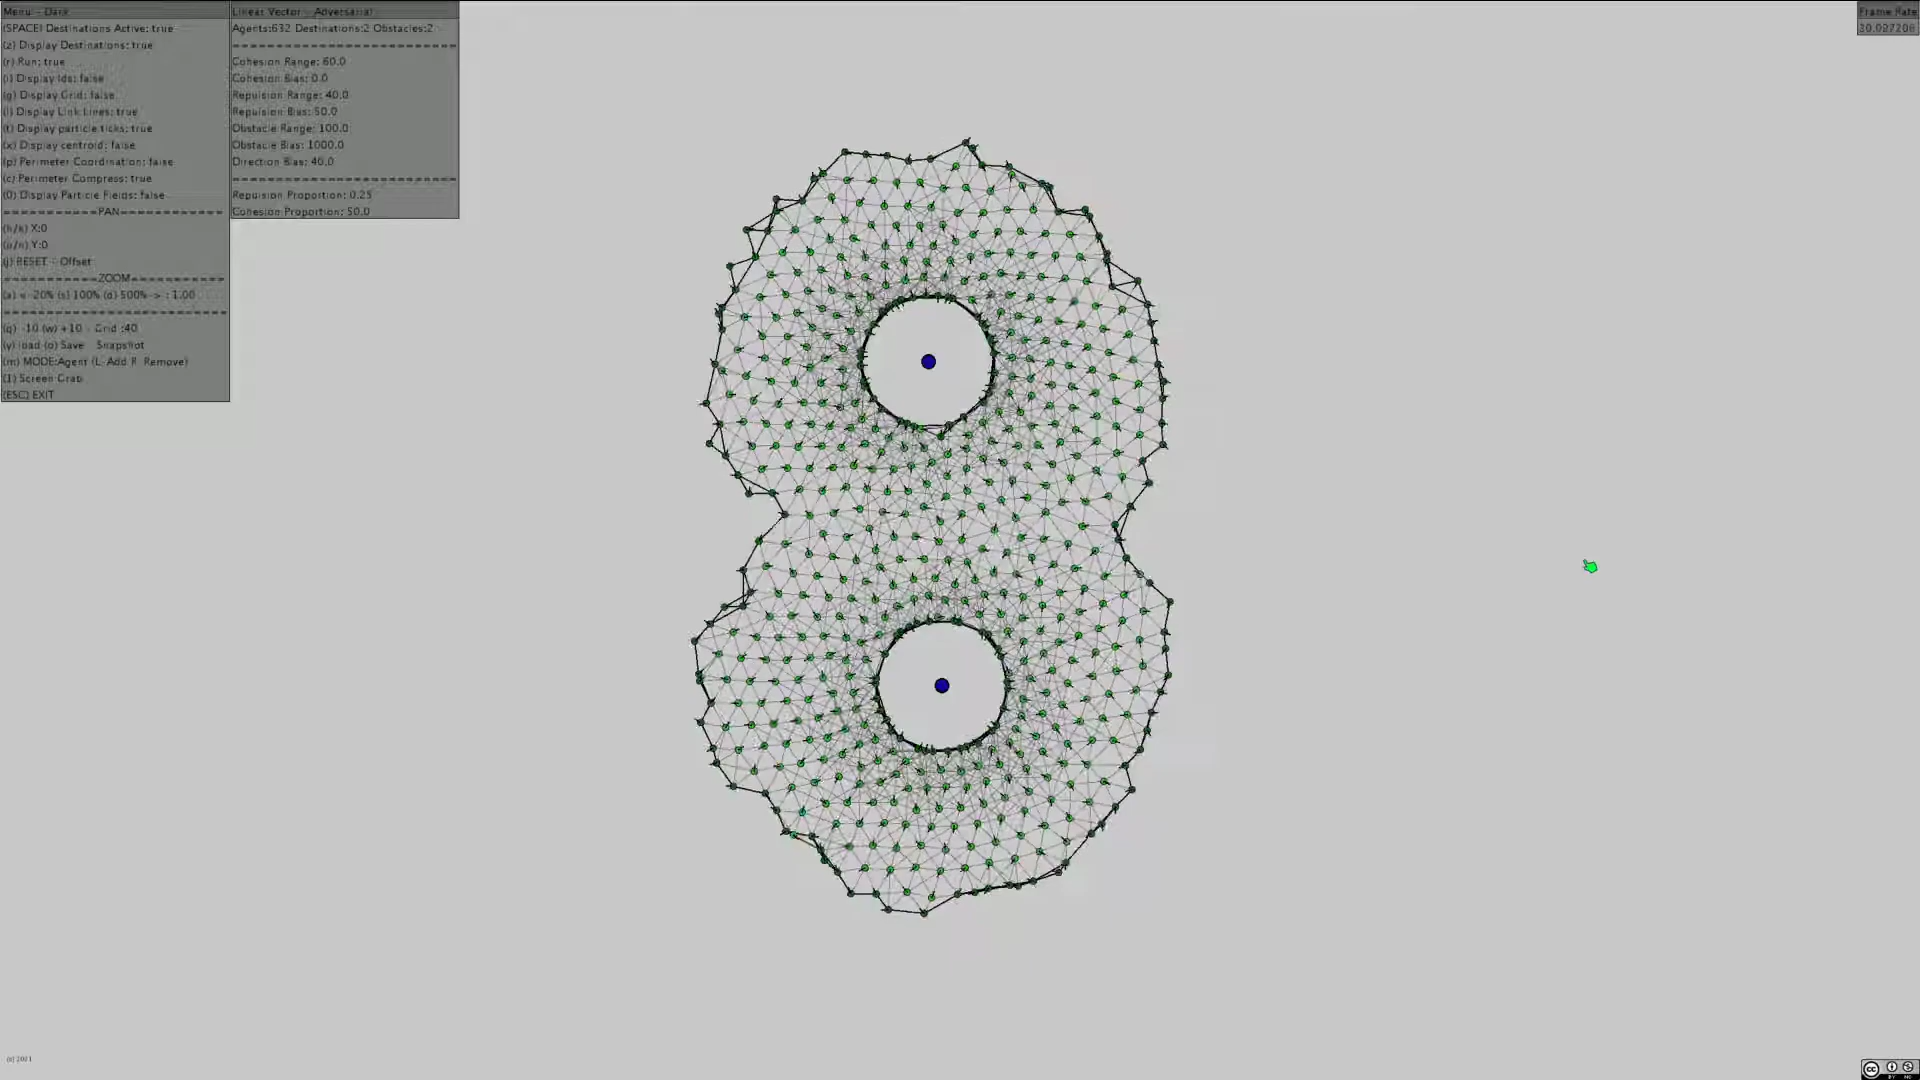 Menu - Dark
(SPACE) Destinations Active: true
(z) Display Destinations: true
(r) Run: true
(i) Display Ids: false
(g) Display Grid: false
(l) Display Link Lines: true
(t) Display particle ticks: true
(x) Display centroid: false
(p) Perimeter Coordination: false
(c) Perimeter Compress: true
(0) Display Particle Fields: false
PAN
(h/k) X:0
(u/n) Y:0
(j) RESET - Offset
ZOOM
(a) < -20% (s) 100% (d) 500% > : 1.00
(q) -10 (w) +10 - Grid :40
(y) load (o) Save - Snapshot
(m) MODE:Agent (L-Add R-Remove)
(1) Screen Grab
(ESC) EXIT
Linear Vector - Adversarial
Agents:632 Destinations:2 Obstacles:2
Cohesion Range: 60.0
Cohesion Bias: 0.0
Repulsion Range: 40.0
Repulsion Bias: 50.0
Obstacle Range: 100.0
Obstacle Bias: 1000.0
Direction Bias: 40.0
Repulsion Proportion: 0.25
Cohesion Proportion: 50.0
Frame Rate
30.027206
(c) 2021
cc